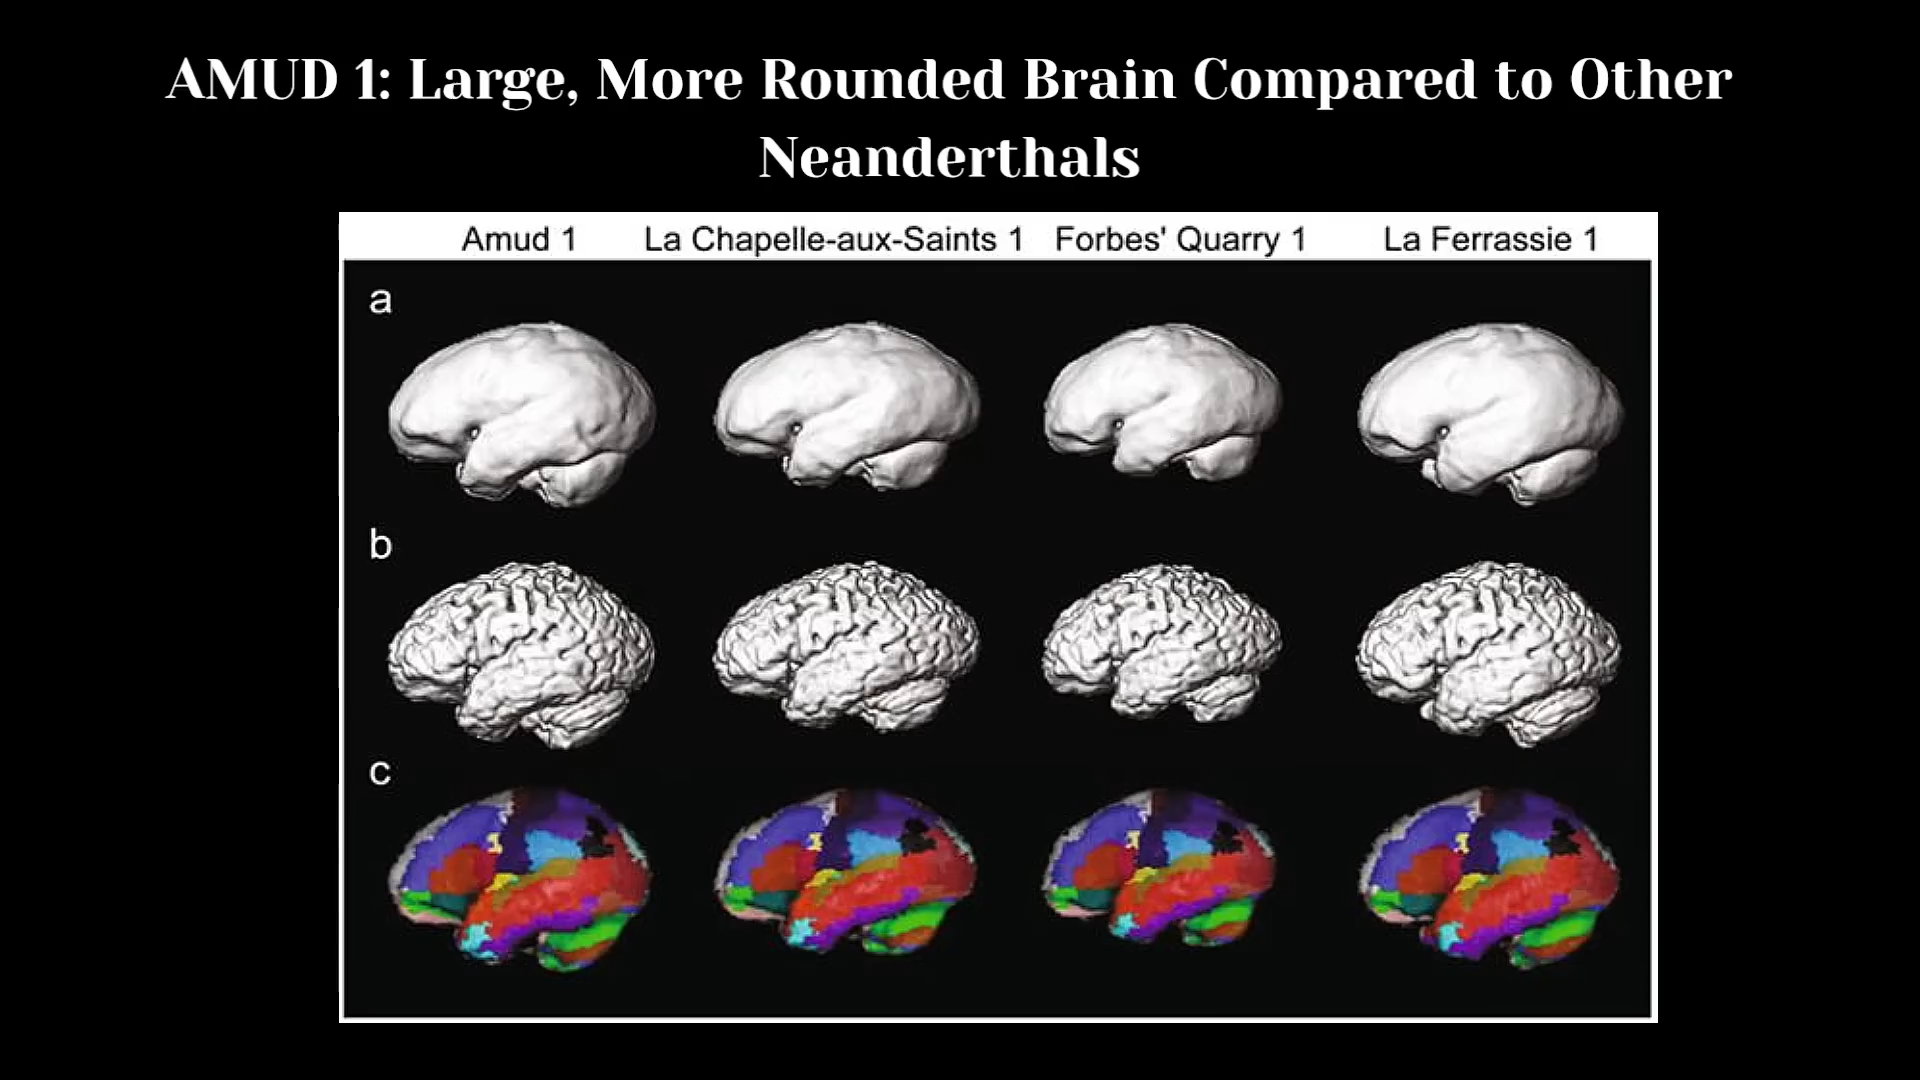 AMUD 1: Large, More Rounded Brain Compared to Other
Neanderthals
Amud 1 La Chapelle-aux-Saints 1 Forbes' Quarry 1 La Ferrassie 1
a
b
c